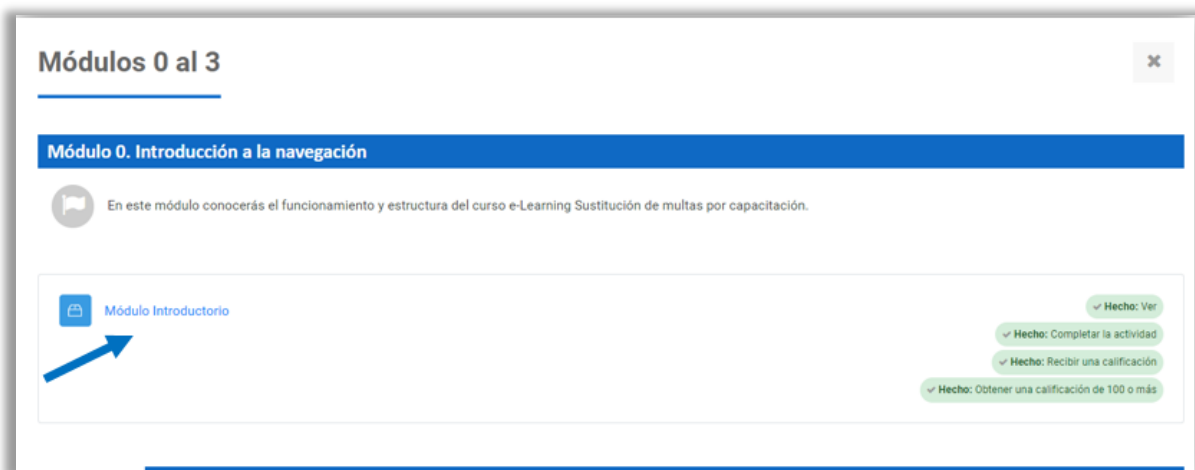 Módulos 0 al 3
Módulo 0. Introducción a la navegación
En este módulo conocerás el funcionamiento y estructura del curso e-Learning Sustitución de multas por capacitación.
Módulo Introductorio
Hecho: Ver
Hecho: Completar la actividad
Hecho: Recibir una calificación
Hecho: Obtener una calificación de 100 o más